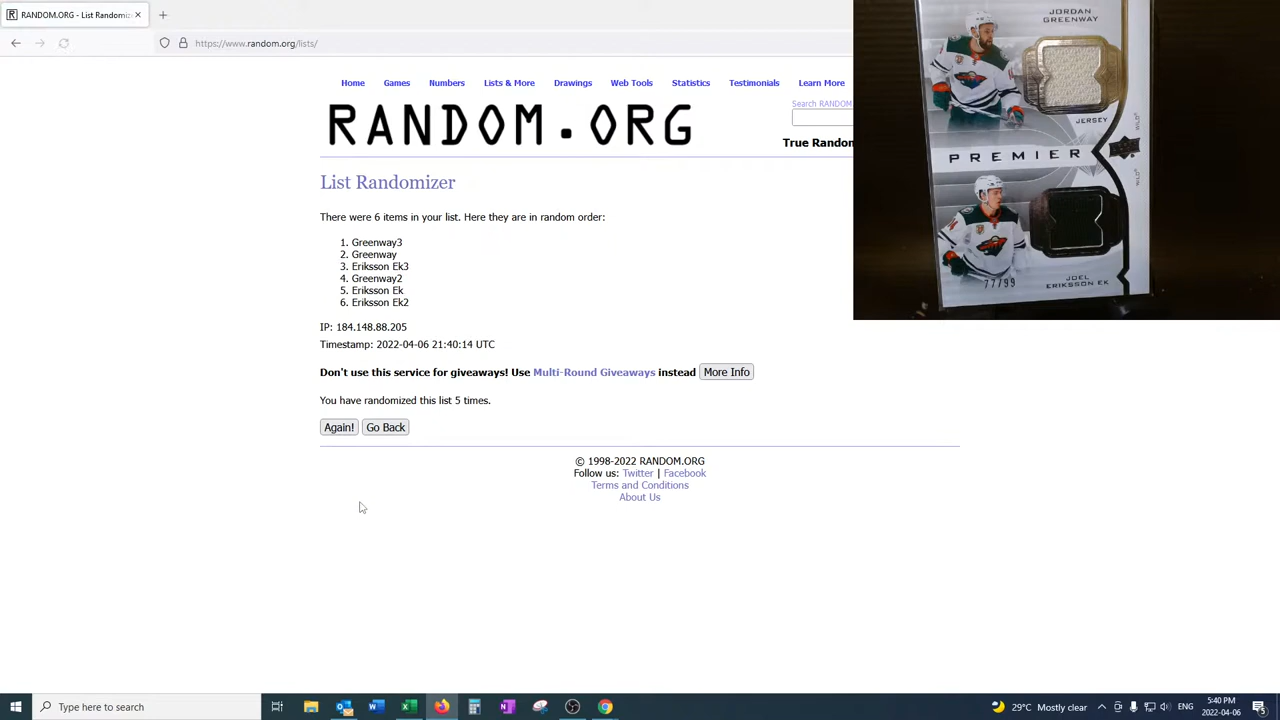 RANDOM.ORG - List Randomiz
https://www.random.org/lists/
Home Games Numbers Lists & More Drawings Web Tools Statistics Testimonials Learn More
RANDOM.ORG
Search RANDOM
True Random
List Randomizer
There were 6 items in your list. Here they are in random order:
1. Greenway3
2. Greenway
3. Eriksson Ek3
4. Greenway2
5. Eriksson Ek
6. Eriksson Ek2
IP: 184.148.88.205
Timestamp: 2022-04-06 21:40:14 UTC
Don't use this service for giveaways! Use Multi-Round Giveaways instead More Info
You have randomized this list 5 times.
Again! Go Back
© 1998-2022 RANDOM.ORG
Follow us: Twitter | Facebook
Terms and Conditions
About Us
JORDAN
GREENWAY
JERSEY
WILD
PREMIER
WILD
77/99
JOEL
ERIKSSON EK
Type here to search
29°C Mostly clear
ENG
5:40 PM
2022-04-06